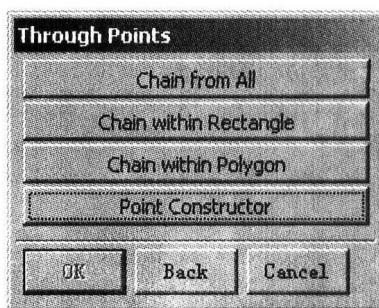 Through Points
Chain from All
Chain within Rectangle
Chain within Polygon
Point Constructor
OK Back Cancel